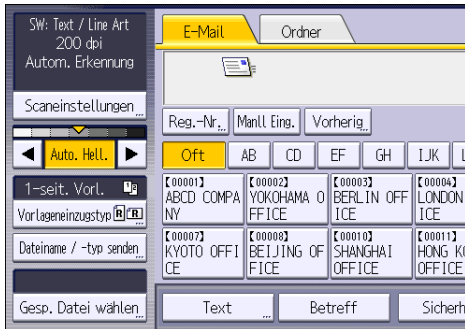 SW: Text / Line Art
200 dpi
Autom. Erkennung
Scaneinstellungen
Auto. Hell.
1-seit. Vorl.
Vorlageneinzugstyp
Dateiname / -typ senden
Gesp. Datei wählen
E-Mail Ordner
Reg.-Nr. Manll Eing. Vorherig.
Oft AB CD EF GH IJK
[00001] [00002] [00003] [00004]
ABCD COMPA YOKOHAMA O BERLIN OFF LONDON
NY FFICE ICE ICE
[00007] [00008] [00010] [00011]
KYOTO OFFI BEIJING OF SHANGHAI HONG KO
CE FICE OFFICE OFFICE
Text Betreff Sicherh